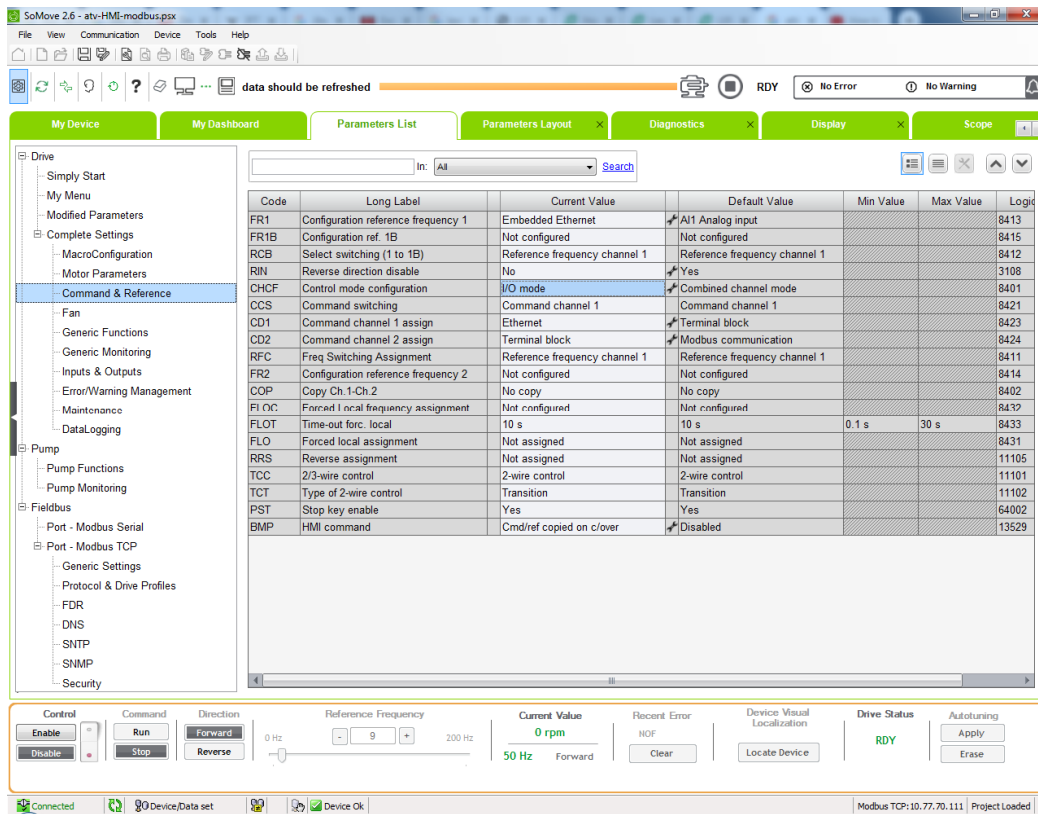 SoMove 2.6 - atv-HMI-modbus.psx
File View Communication Device Tools Help
data should be refreshed RDY No Error No Warning
My Device My Dashboard Parameters List Parameters Layout Diagnostics Display Scope
Drive
Simply Start
My Menu
Modified Parameters
Complete Settings
MacroConfiguration
Motor Parameters
Command & Reference
Fan
Generic Functions
Generic Monitoring
Inputs & Outputs
Error/Warning Management
Maintenance
DataLogging
Pump
Pump Functions
Pump Monitoring
Fieldbus
Port - Modbus Serial
Port - Modbus TCP
Generic Settings
Protocol & Drive Profiles
FDR
DNS
SNTP
SNMP
Security
In: All Search
Code Long Label Current Value Default Value Min Value Max Value Logic
FR1 Configuration reference frequency 1 Embedded Ethernet AI1 Analog input 8413
FR1B Configuration ref. 1B Not configured Not configured 8415
RCB Select switching (1 to 1B) Reference frequency channel 1 Reference frequency channel 1 8412
RIN Reverse direction disable No Yes 3108
CHCF Control mode configuration I/O mode Combined channel mode 8401
CCS Command switching Command channel 1 Command channel 1 8421
CD1 Command channel 1 assign Ethernet Terminal block 8423
CD2 Command channel 2 assign Terminal block Modbus communication 8424
RFC Freq Switching Assignment Reference frequency channel 1 Reference frequency channel 1 8411
FR2 Configuration reference frequency 2 Not configured Not configured 8414
COP Copy Ch.1-Ch.2 No copy No copy 8402
FLOC Forced Local frequency assignment Not configured Not configured 8432
FLOT Time-out forc. local 10 s 10 s 0.1 s 30 s 8433
FLO Forced local assignment Not assigned Not assigned 8431
RRS Reverse assignment Not assigned Not assigned 11105
TCC 2/3-wire control 2-wire control 2-wire control 11101
TCT Type of 2-wire control Transition Transition 11102
PST Stop key enable Yes Yes 64002
BMP HMI command Cmd/ref copied on c/over Disabled 13529
Control Command Direction Reference Frequency Current Value Recent Error Device Visual Localization Drive Status Autotuning
Enable Run Forward 0 Hz - 9 + 200 Hz 0 rpm NOF RDY Apply
Disable Stop Reverse 50 Hz Forward Clear Locate Device Erase
Connected Device/Data set Device Ok Modbus TCP:10.77.70.111 Project Loaded